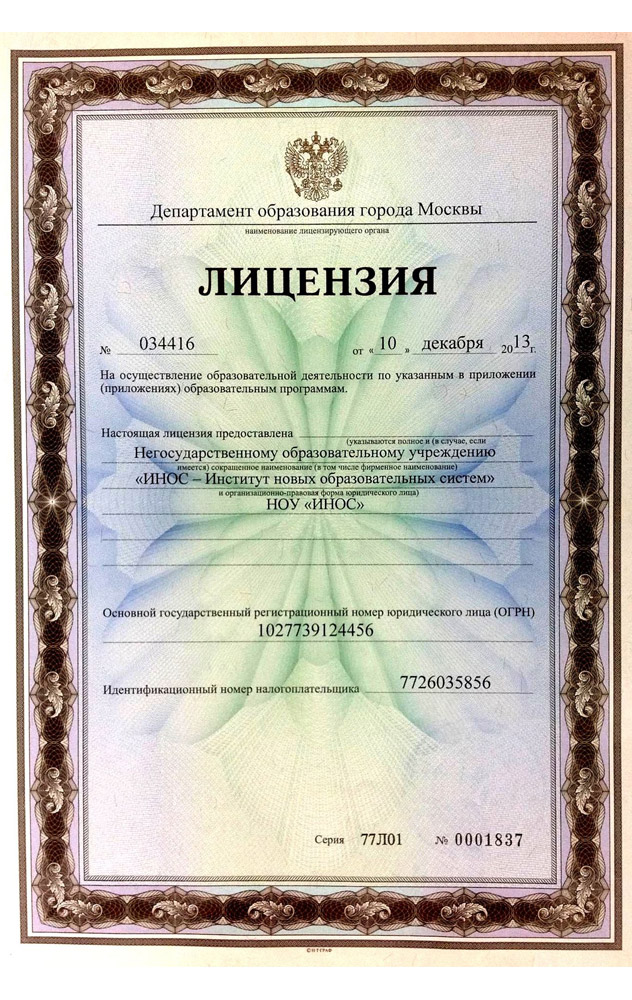 Департамент образования города Москвы
наименование лицензирующего органа
ЛИЦЕНЗИЯ
№ 034416 от « 10 » декабря 2013 г.
На осуществление образовательной деятельности по указанным в приложении
(приложениях) образовательным программам.
Настоящая лицензия предоставлена
(указываются полное и (в случае, если
Негосударственному образовательному учреждению
имеется) сокращенное наименование (в том числе фирменное наименование)
«ИНОС – Институт новых образовательных систем»
и организационно-правовая форма юридического лица)
НОУ «ИНОС»
Основной государственный регистрационный номер юридического лица (ОГРН)
1027739124456
Идентификационный номер налогоплательщика 7726035856
Серия 77Л01 № 0001837